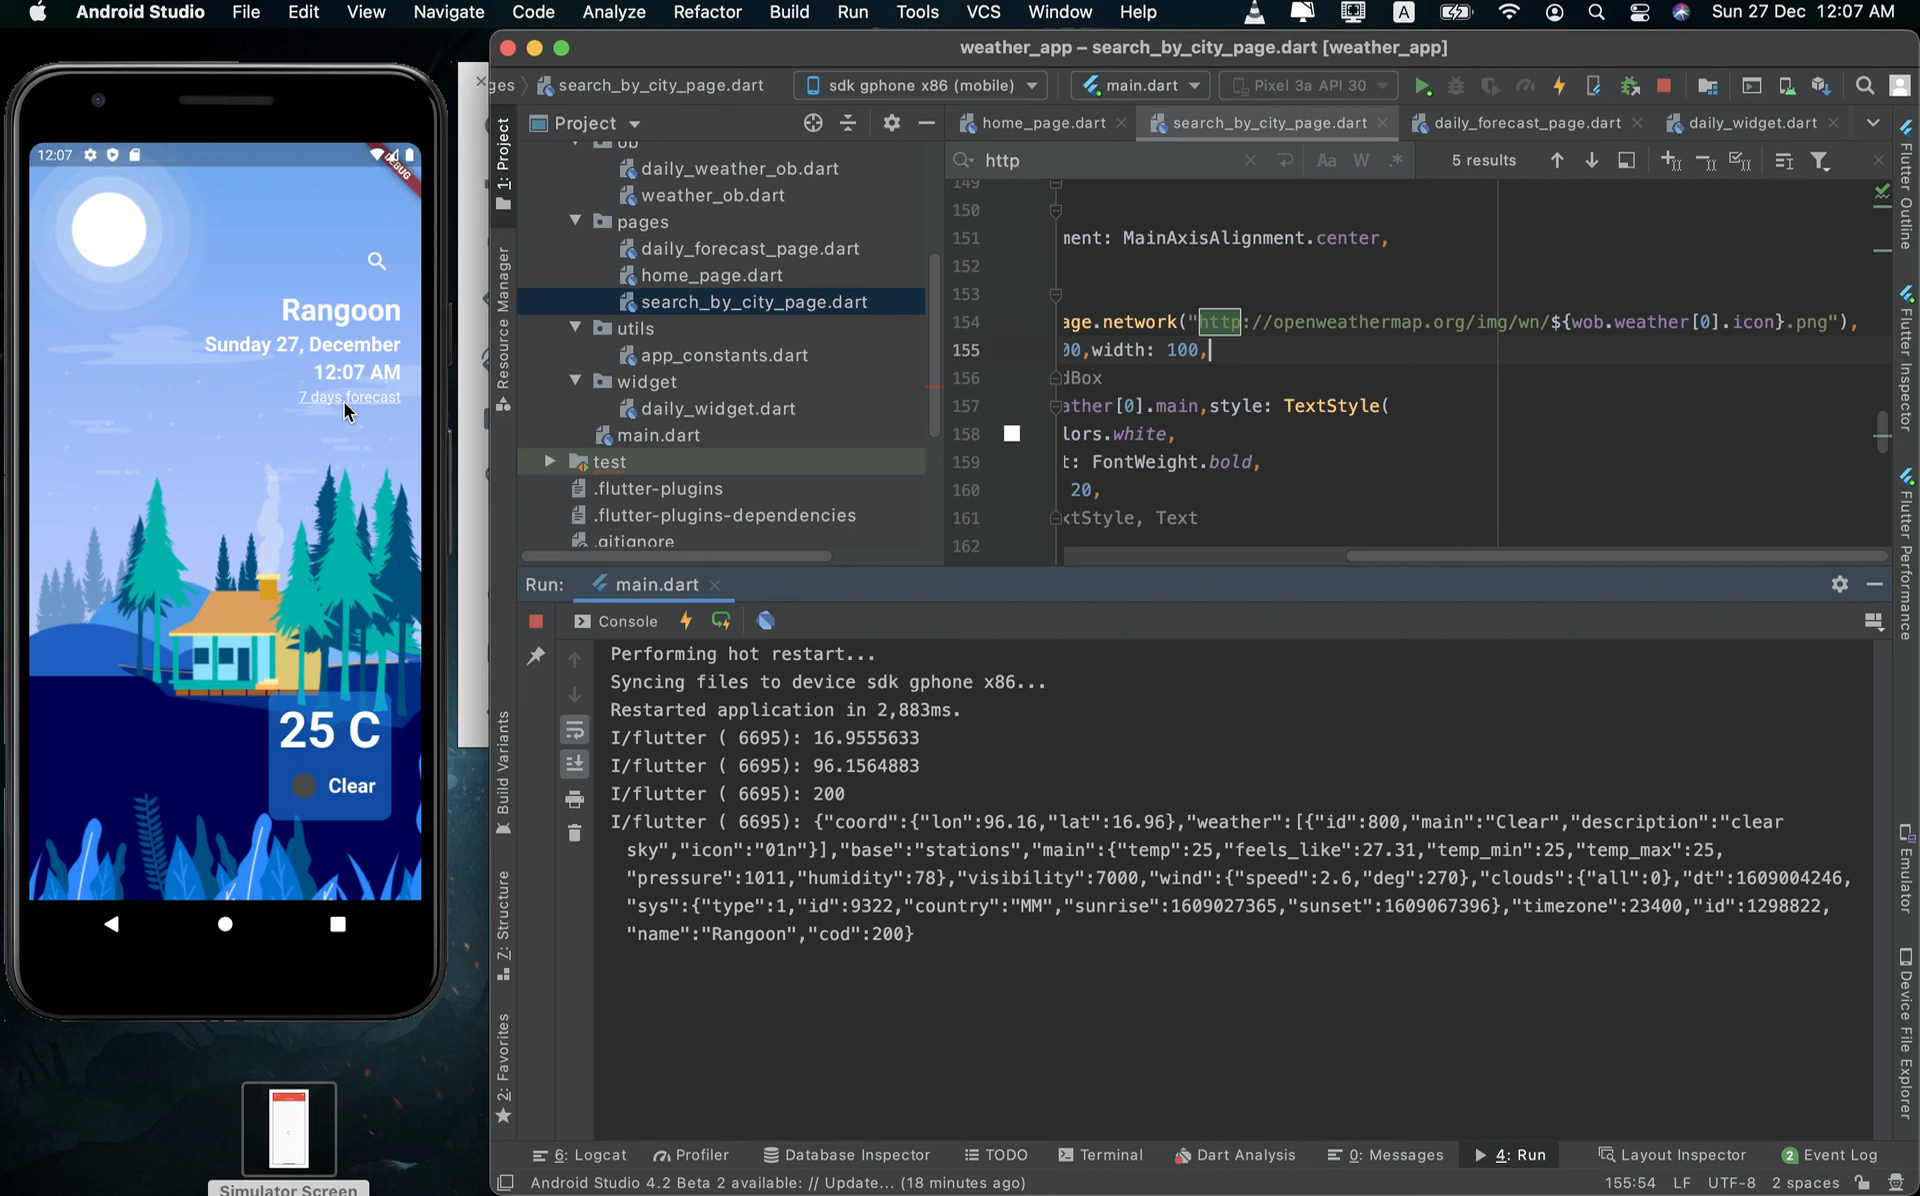 Android Studio File Edit View Navigate Code Analyze Refactor Build Run Tools VCS Window Help A Sun 27 Dec 12:07 AM
weather_app – search_by_city_page.dart [weather_app]
ges search_by_city_page.dart sdk gphone x86 (mobile) main.dart Pixel 3a API 30
Project
home_page.dart search_by_city_page.dart daily_forecast_page.dart daily_widget.dart
http Aa W .* 5 results
1: Project
Resource Manager
Build Variants
Z: Structure
2: Favorites
ob
daily_weather_ob.dart
weather_ob.dart
pages
daily_forecast_page.dart
home_page.dart
search_by_city_page.dart
utils
app_constants.dart
widget
daily_widget.dart
main.dart
test
.flutter-plugins
.flutter-plugins-dependencies
.gitignore
149
150
151 ment: MainAxisAlignment.center,
152
153
154 age.network("http://openweathermap.org/img/wn/${wob.weather[0].icon}.png"),
155 00,width: 100,
156 dBox
157 ather[0].main,style: TextStyle(
158 lors.white,
159 t: FontWeight.bold,
160 20,
161 xtStyle, Text
162
Flutter Outline
Flutter Inspector
Flutter Performance
Emulator
Device File Explorer
12:07
DEBUG
Rangoon
Sunday 27, December
12:07 AM
7 days forecast
25 C
Clear
Run: main.dart
Console
Performing hot restart...
Syncing files to device sdk gphone x86...
Restarted application in 2,883ms.
I/flutter ( 6695): 16.9555633
I/flutter ( 6695): 96.1564883
I/flutter ( 6695): 200
I/flutter ( 6695): {"coord":{"lon":96.16,"lat":16.96},"weather":[{"id":800,"main":"Clear","description":"clear
sky","icon":"01n"}],"base":"stations","main":{"temp":25,"feels_like":27.31,"temp_min":25,"temp_max":25,
"pressure":1011,"humidity":78},"visibility":7000,"wind":{"speed":2.6,"deg":270},"clouds":{"all":0},"dt":1609004246,
"sys":{"type":1,"id":9322,"country":"MM","sunrise":1609027365,"sunset":1609067396},"timezone":23400,"id":1298822,
"name":"Rangoon","cod":200}
6: Logcat Profiler Database Inspector TODO Terminal Dart Analysis 0: Messages 4: Run Layout Inspector 2 Event Log
Android Studio 4.2 Beta 2 available: // Update... (18 minutes ago) 155:54 LF UTF-8 2 spaces
Simulator Screen